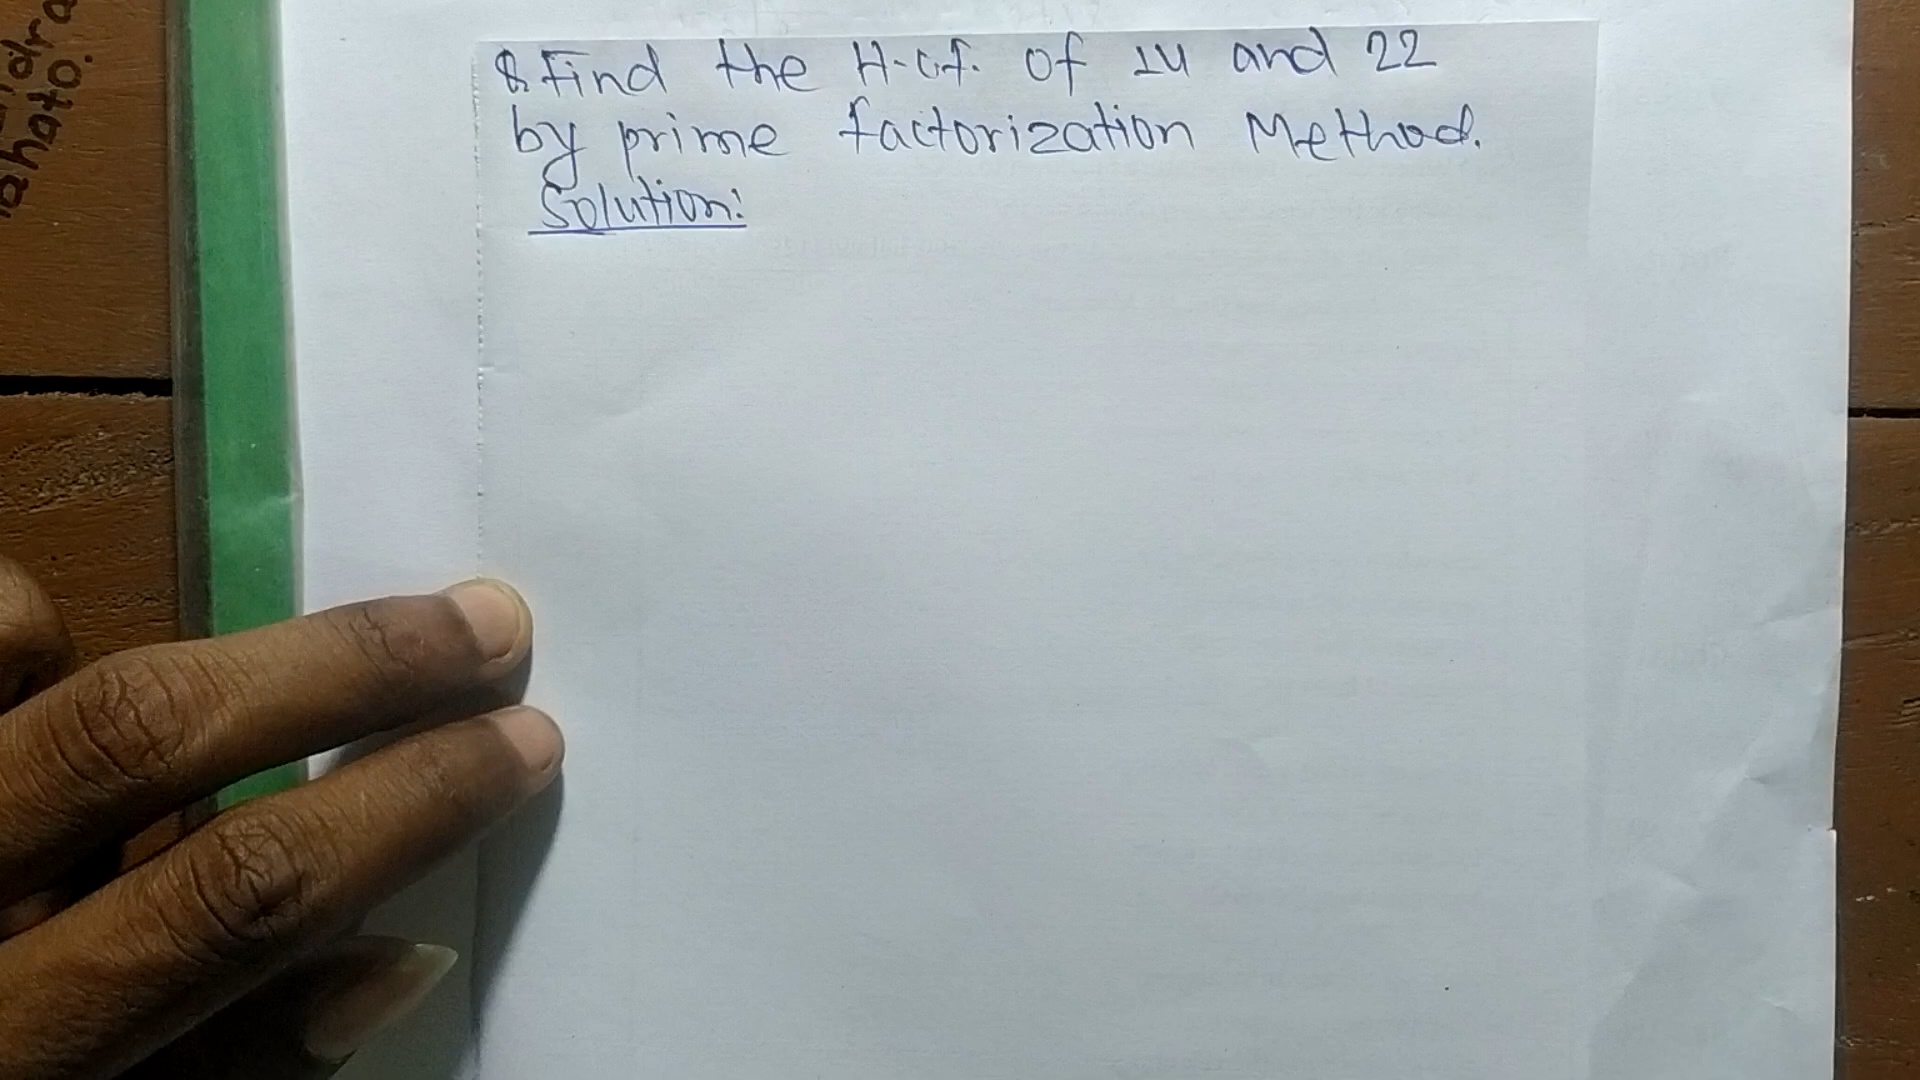 Q. Find the H.C.F. of 14 and 22
by prime factorization Method.
Solution: